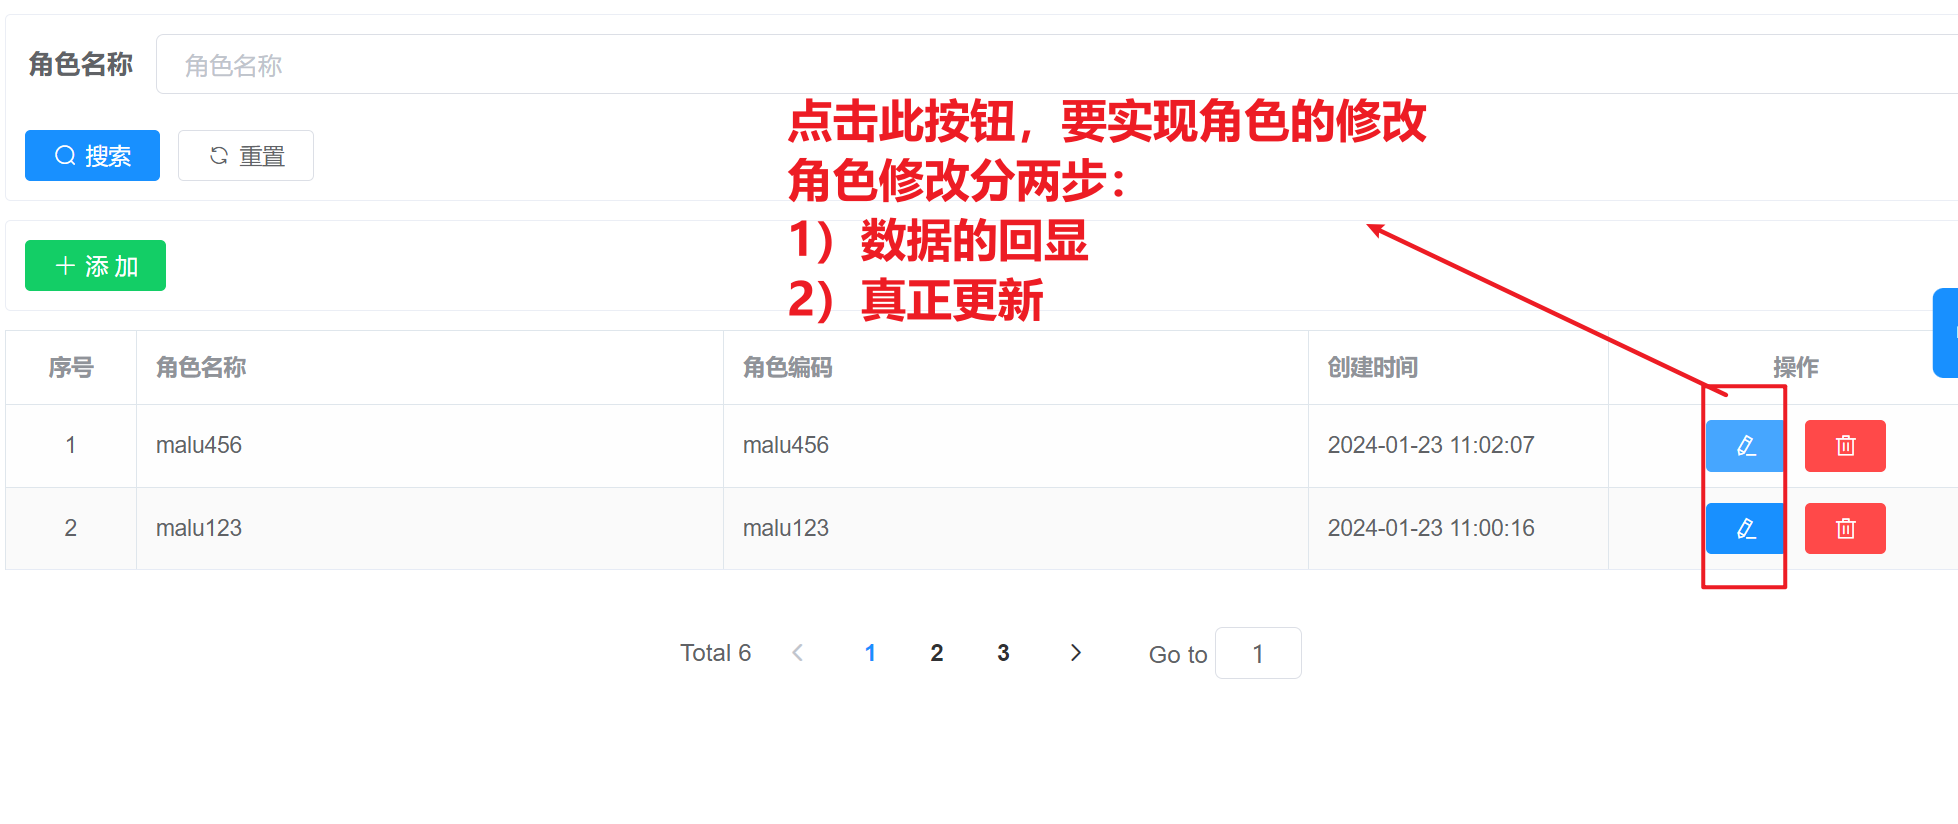 角色名称 角色名称
点击此按钮，要实现角色的修改
搜索 重置
角色修改分两步：
1）数据的回显
添加
2）真正更新
序号 角色名称 角色编码 创建时间 操作
1 malu456 malu456 2024-01-23 11:02:07
2 malu123 malu123 2024-01-23 11:00:16
Total 6 1 2 3 Go to 1